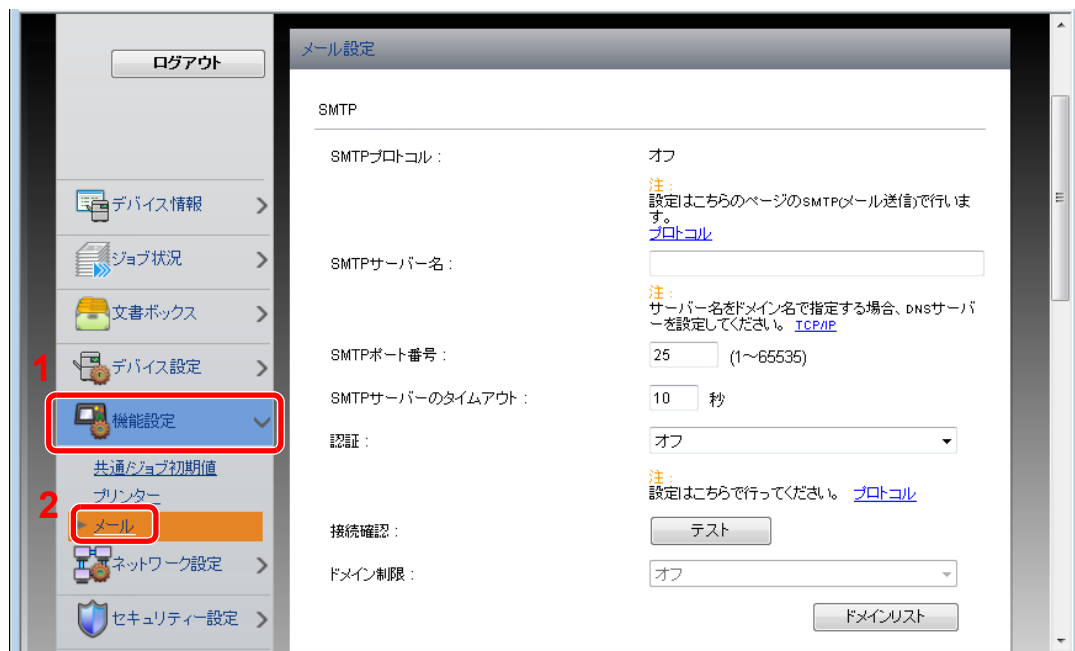 ログアウト
デバイス情報
ジョブ状況
文書ボックス
1
デバイス設定
機能設定
共通/ジョブ初期値
プリンター
2
メール
ネットワーク設定
セキュリティー設定
メール設定
SMTP
SMTPプロトコル :
オフ
注 :
設定はこちらのページのSMTP(メール送信)で行いま
す。
プロトコル
SMTPサーバー名 :
注 :
サーバー名をドメイン名で指定する場合、DNSサーバ
ーを設定してください。 TCP/IP
SMTPポート番号 :
25 (1～65535)
SMTPサーバーのタイムアウト :
10 秒
認証 :
オフ
注 :
設定はこちらで行ってください。 プロトコル
接続確認 :
テスト
ドメイン制限 :
オフ
ドメインリスト